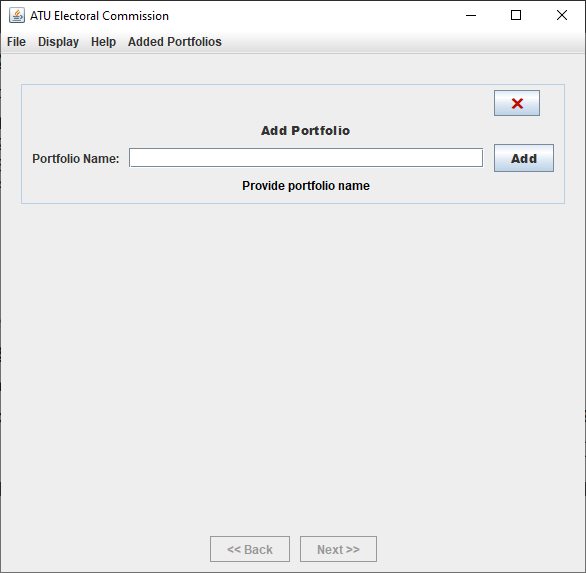 ATU Electoral Commission
File Display Help Added Portfolios
Add Portfolio
Portfolio Name: Add
Provide portfolio name
<< Back Next >>